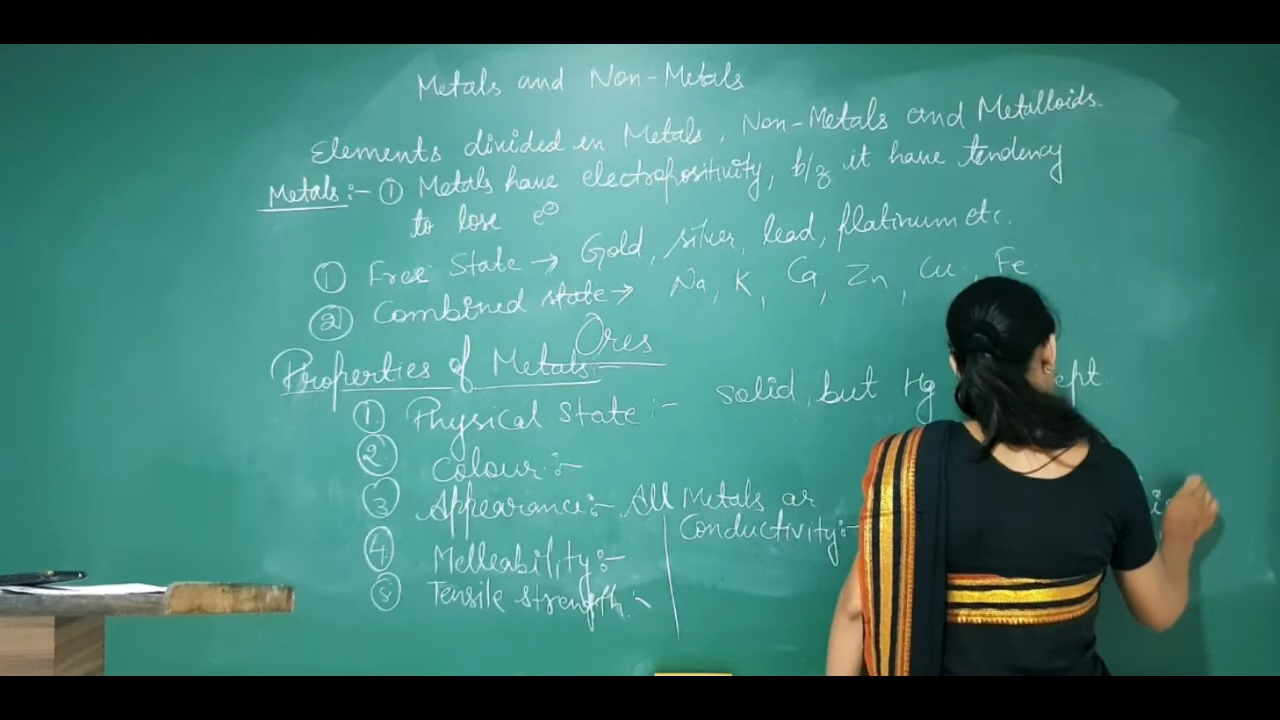 Metals and Non-Metals
Elements divided in Metals, Non-Metals and Metalloids.
Metals:- ① Metals have electropositivity, b/z it have tendency
to lose e⊖
① Free State → Gold, silver, lead, platinum etc.
② Combined state → Na, K, Ca, Zn, Cu, Fe.
Ores
Properties of Metals:-
① Physical State:- solid, but Hg
② Colour:-
③ Appearance:- All Metals ar
④ Melleability:-
Conductivity:-
Tensile strength:-